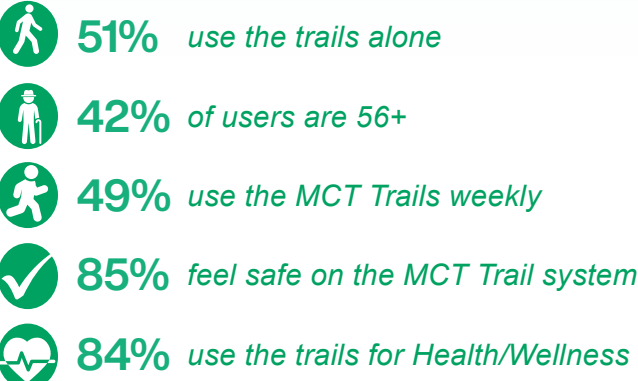 51% use the trails alone
42% of users are 56+
49% use the MCT Trails weekly
85% feel safe on the MCT Trail system
84% use the trails for Health/Wellness